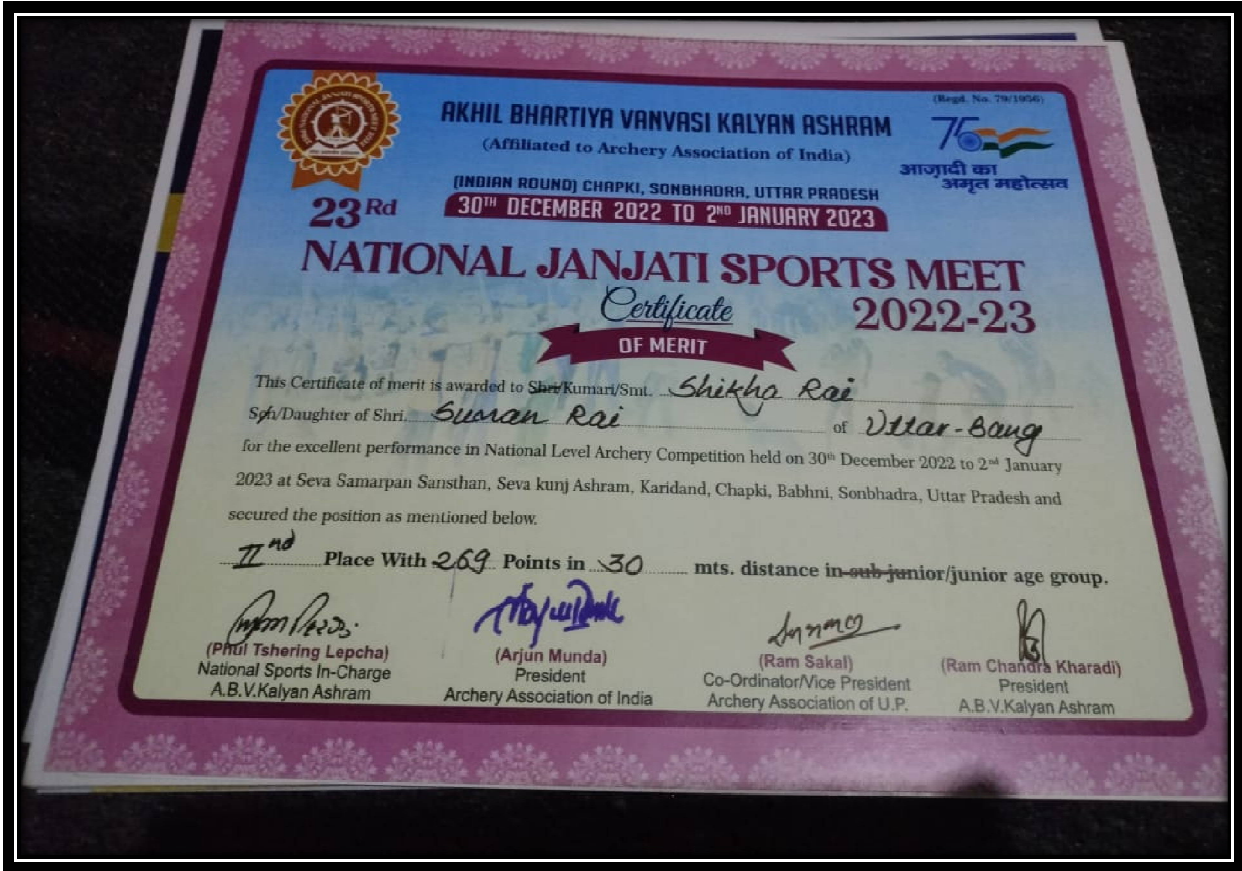 (Regd. No. 79/1956)
AKHIL BHARTIYA VANVASI KALYAN ASHRAM
(Affiliated to Archery Association of India)
75
आज़ादी का
अमृत महोत्सव
(INDIAN ROUND) CHAPKI, SONBHADRA, UTTAR PRADESH
30TH DECEMBER 2022 TO 2ND JANUARY 2023
23Rd
NATIONAL JANJATI SPORTS MEET
2022-23
Certificate
OF MERIT
This Certificate of merit is awarded to Shri/Kumari/Smt. Shikha Rai
Son/Daughter of Shri. Suman Rai of Uttar-Bang
for the excellent performance in National Level Archery Competition held on 30th December 2022 to 2nd January
2023 at Seva Samarpan Sansthan, Seva kunj Ashram, Karidand, Chapki, Babhni, Sonbhadra, Uttar Pradesh and
secured the position as mentioned below.
IInd Place With 269 Points in 30 mts. distance in sub junior/junior age group.
(Phul Tshering Lepcha)
National Sports In-Charge
A.B.V.Kalyan Ashram
(Arjun Munda)
President
Archery Association of India
(Ram Sakal)
Co-Ordinator/Vice President
Archery Association of U.P.
(Ram Chandra Kharadi)
President
A.B.V.Kalyan Ashram